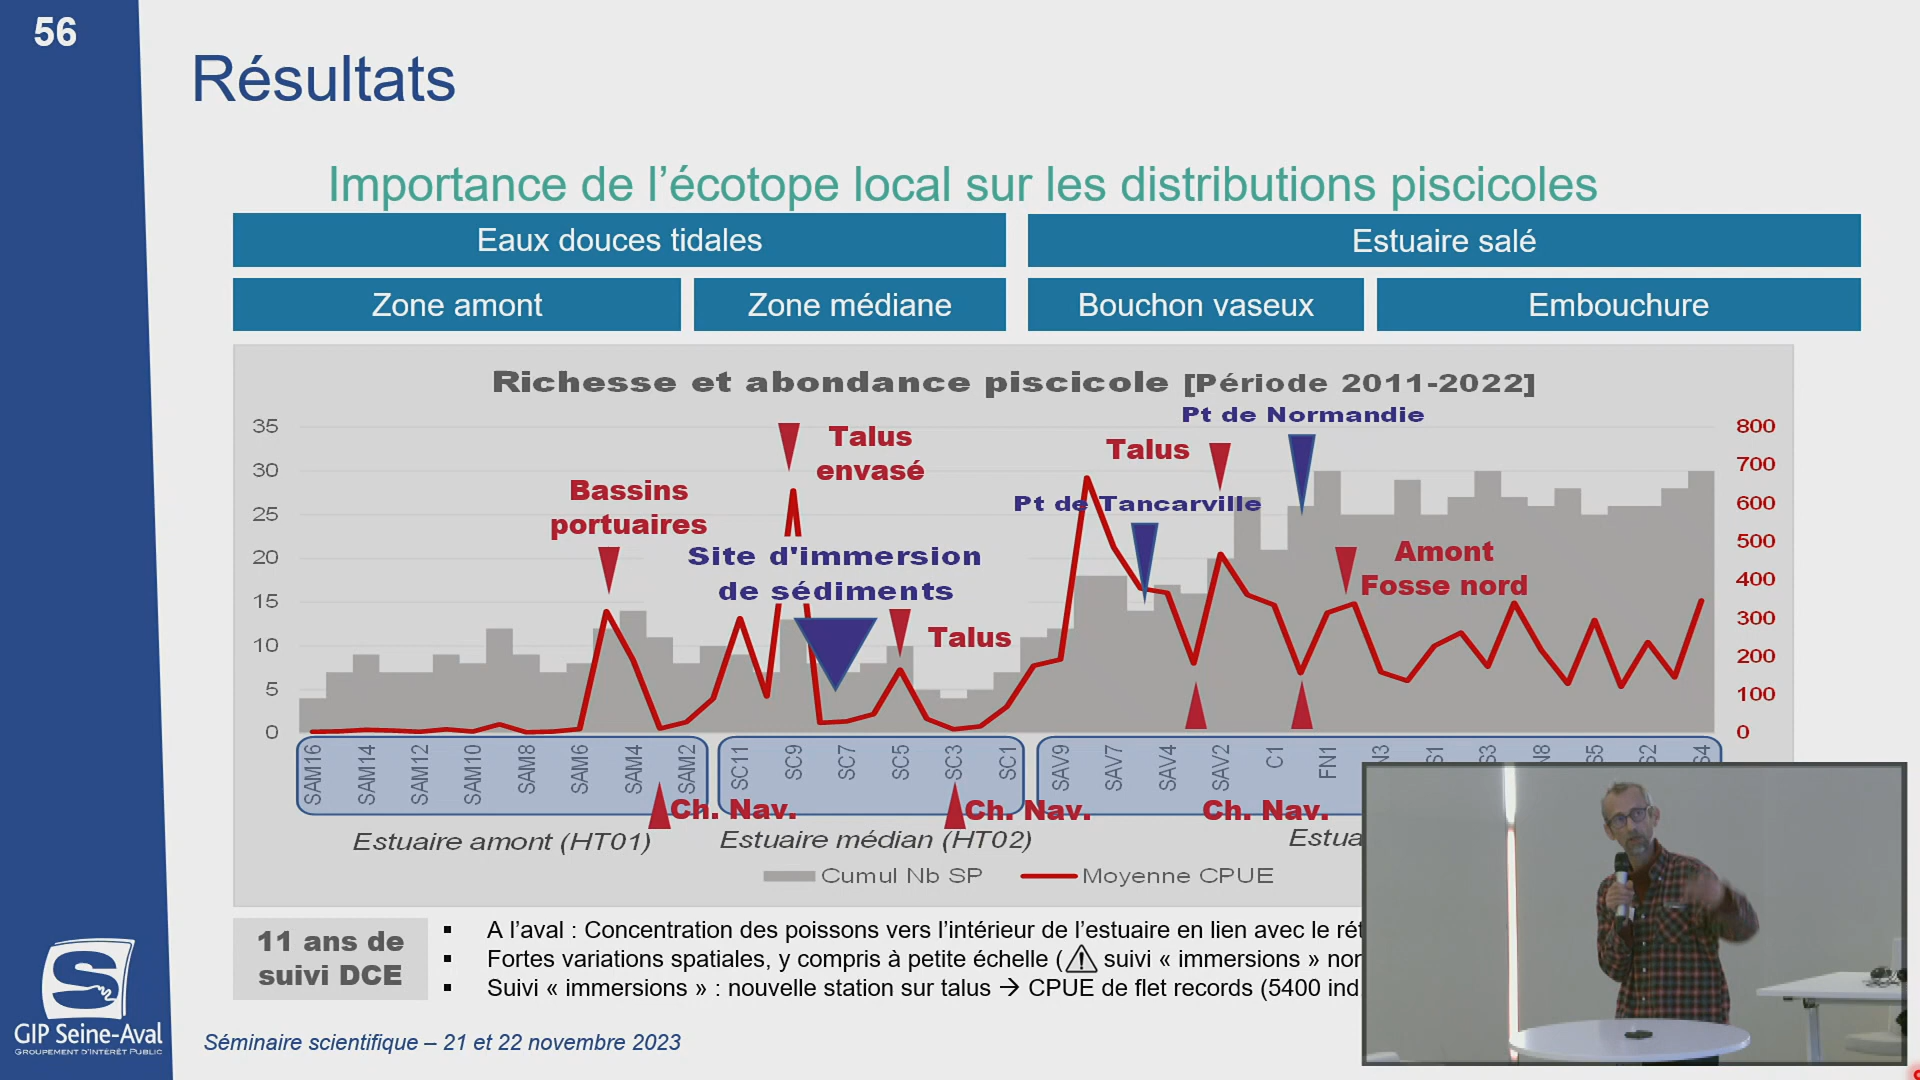 56
Résultats
Importance de l’écotope local sur les distributions piscicoles
Eaux douces tidales
Estuaire salé
Zone amont
Zone médiane
Bouchon vaseux
Embouchure
Richesse et abondance piscicole [Période 2011-2022]
Pt de Normandie
Talus
envasé
Talus
Bassins
portuaires
Pt de Tancarville
Site d'immersion
de sédiments
Amont
Fosse nord
Talus
35
30
25
20
15
10
5
0
800
700
600
500
400
300
200
100
0
SAM16
SAM14
SAM12
SAM10
SAM8
SAM6
SAM4
SAM2
SC11
SC9
SC7
SC5
SC3
SC1
SAV9
SAV7
SAV4
SAV2
C1
FN1
Ch. Nav.
Ch. Nav.
Ch. Nav.
Estuaire amont (HT01)
Estuaire médian (HT02)
Estua
Cumul Nb SP
Moyenne CPUE
11 ans de
suivi DCE
▪ A l’aval : Concentration des poissons vers l’intérieur de l’estuaire en lien avec le rét
▪ Fortes variations spatiales, y compris à petite échelle (⚠ suivi « immersions » nor
▪ Suivi « immersions » : nouvelle station sur talus → CPUE de flet records (5400 ind
GIP Seine-Aval
GROUPEMENT D'INTÉRÊT PUBLIC
Séminaire scientifique – 21 et 22 novembre 2023